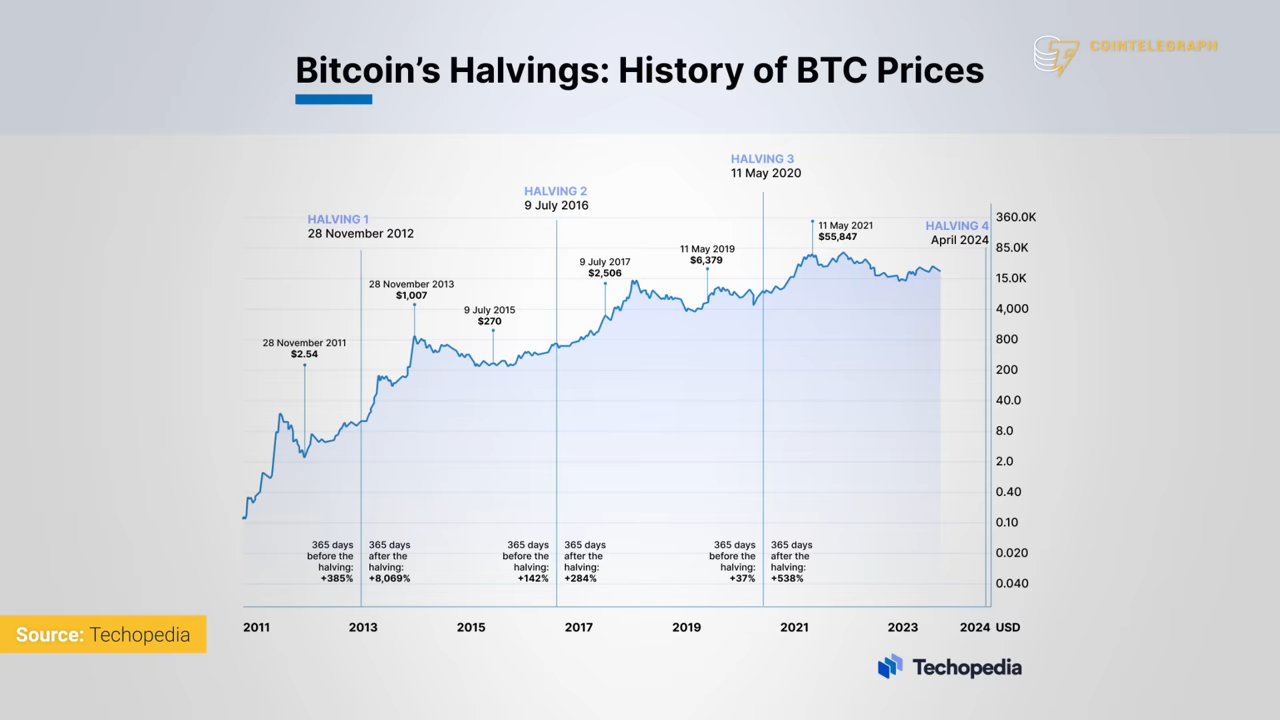 COINTELEGRAPH
Bitcoin's Halvings: History of BTC Prices
HALVING 1
28 November 2012
HALVING 2
9 July 2016
HALVING 3
11 May 2020
HALVING 4
April 2024
28 November 2011
$2.54
28 November 2013
$1,007
9 July 2015
$270
9 July 2017
$2,506
11 May 2019
$6,379
11 May 2021
$55,847
360.0K
85.0K
15.0K
4,000
800
200
40.0
8.0
2.0
0.40
0.10
0.020
0.040
365 days
before the
halving:
+385%
365 days
after the
halving:
+8,069%
365 days
before the
halving:
+142%
365 days
after the
halving:
+284%
365 days
before the
halving:
+37%
365 days
after the
halving:
+538%
2011 2013 2015 2017 2019 2021 2023 2024 USD
Source: Techopedia
Techopedia